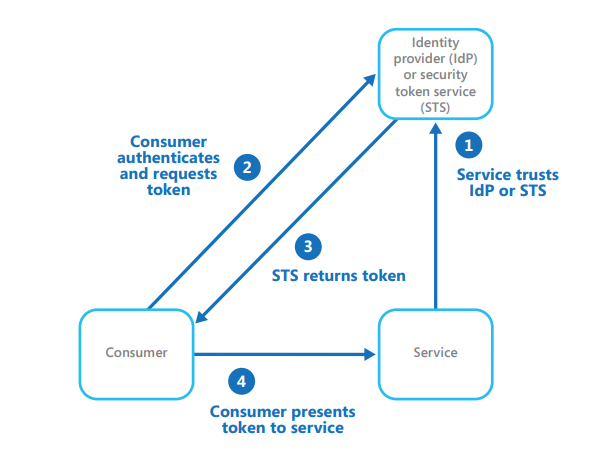 Identity
provider (IdP)
or security
token service
(STS)
1
Service trusts
IdP or STS
Consumer
authenticates
and requests
token
2
3
STS returns token
Consumer
Service
4
Consumer presents
token to service